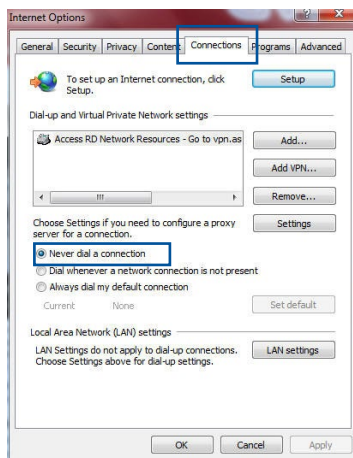 Internet Options
General Security Privacy Content Connections Programs Advanced
To set up an Internet connection, click
Setup.
Setup
Dial-up and Virtual Private Network settings
Access RD Network Resources - Go to vpn.as
Add...
Add VPN...
Remove...
Choose Settings if you need to configure a proxy
server for a connection.
Settings
Never dial a connection
Dial whenever a network connection is not present
Always dial my default connection
Current None
Set default
Local Area Network (LAN) settings
LAN Settings do not apply to dial-up connections.
Choose Settings above for dial-up settings.
LAN settings
OK Cancel Apply